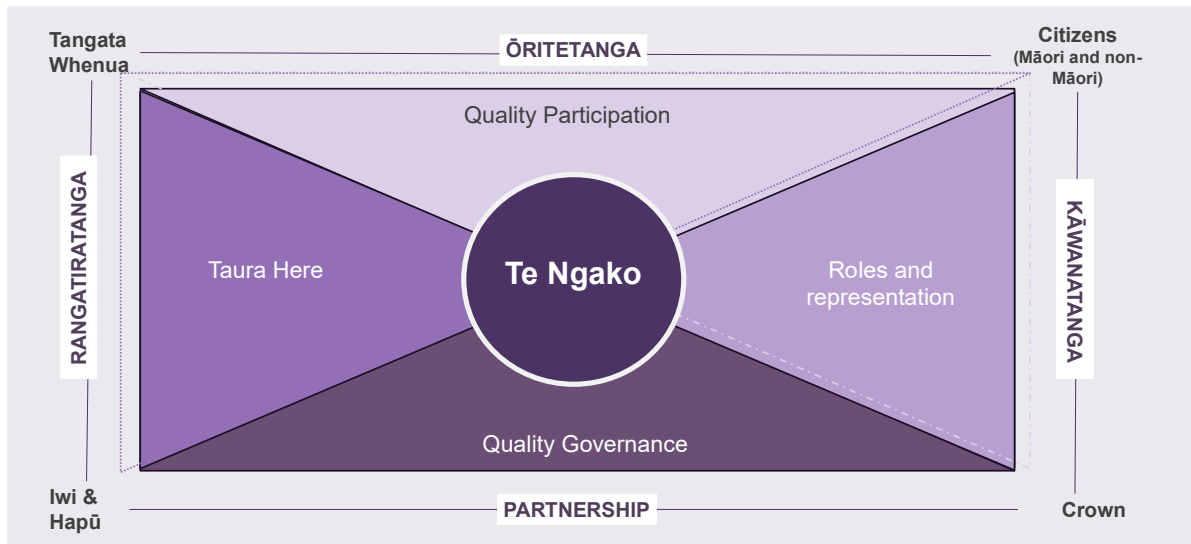 Tangata
Whenua
ŌRITETANGA
Citizens
(Māori and non-
Māori)
Quality Participation
RANGATIRATANGA
Taura Here
Te Ngako
Roles and
representation
KĀWANATANGA
Quality Governance
Iwi &
Hapū
PARTNERSHIP
Crown